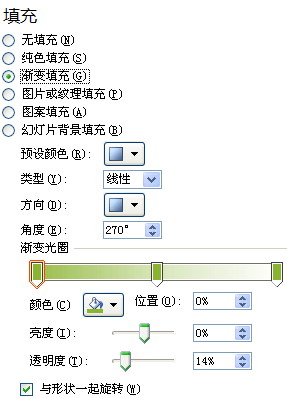 填充
无填充(N)
纯色填充(S)
渐变填充(G)
图片或纹理填充(P)
图案填充(A)
幻灯片背景填充(B)
预设颜色(R):
类型(Y): 线性
方向(D):
角度(E): 270°
渐变光圈
颜色(C) 位置(O): 0%
亮度(I): 0%
透明度(T): 14%
与形状一起旋转(W)